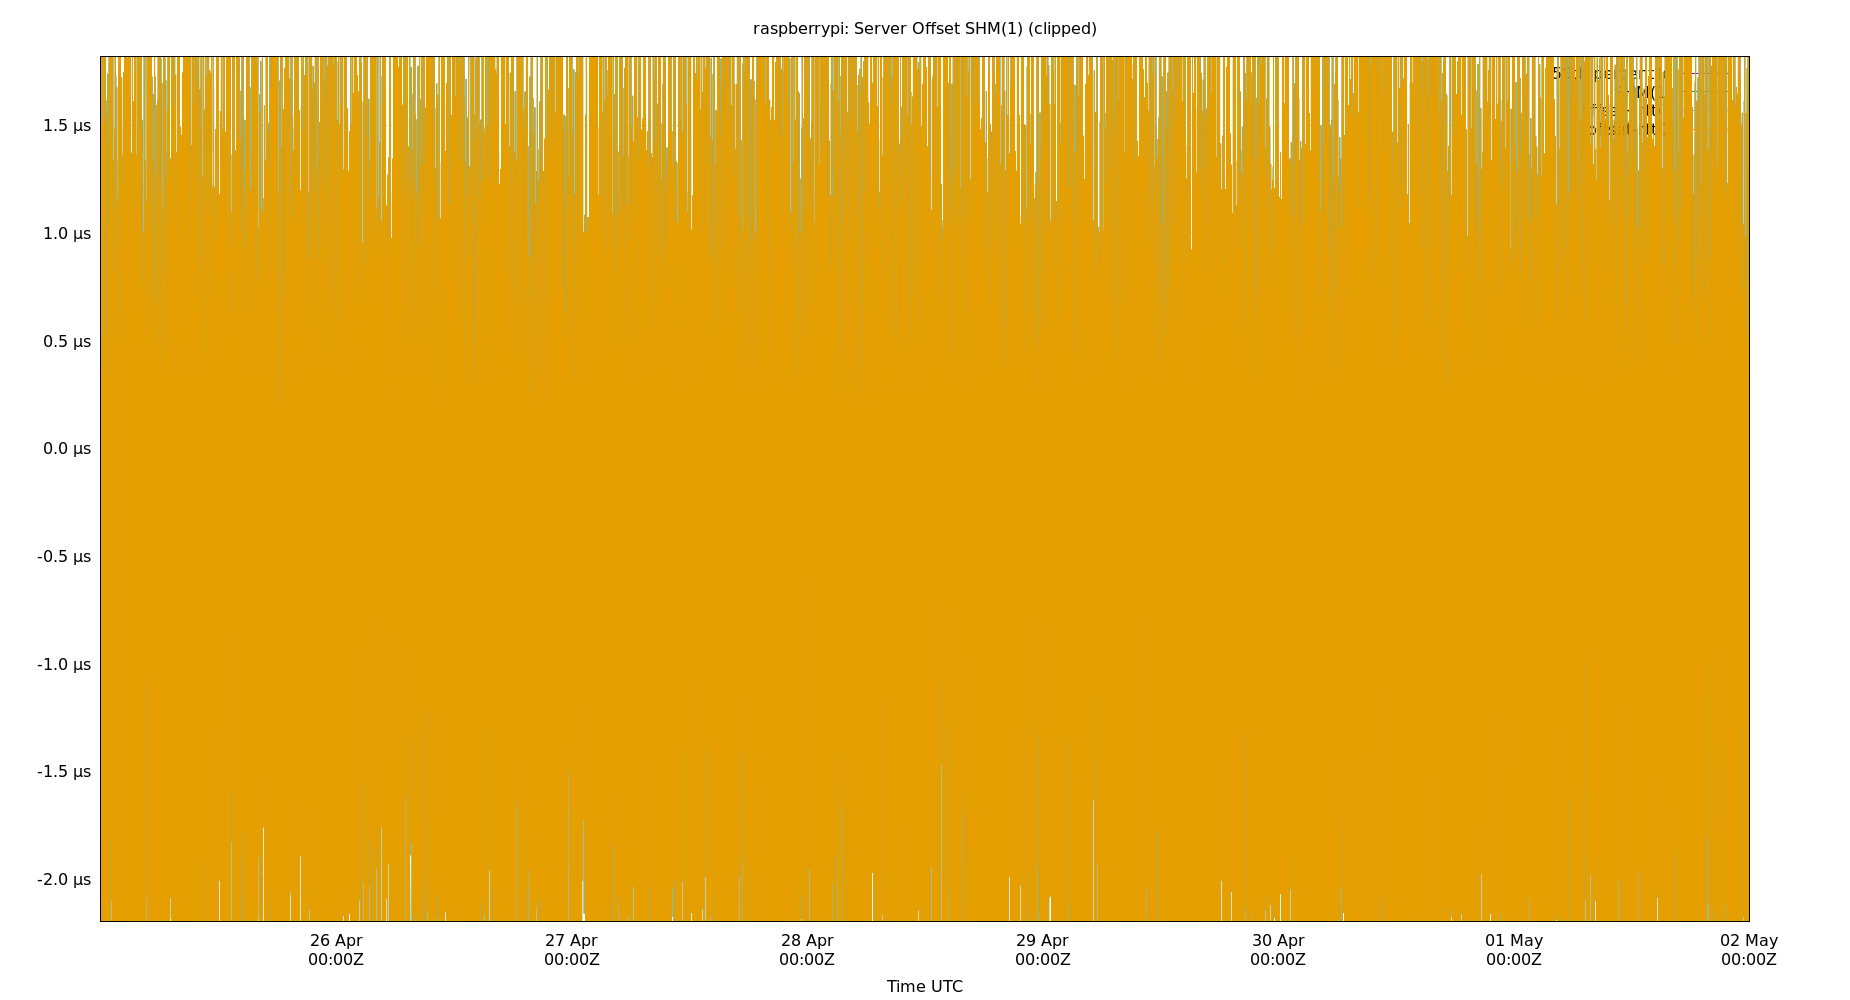 raspberrypi: Server Offset SHM(1) (clipped)
1.5 µs
1.0 µs
0.5 µs
0.0 µs
-0.5 µs
-1.0 µs
-1.5 µs
-2.0 µs
26 Apr 27 Apr 28 Apr 29 Apr 30 Apr 01 May 02 May
00:00Z 00:00Z 00:00Z 00:00Z 00:00Z 00:00Z 00:00Z
Time UTC